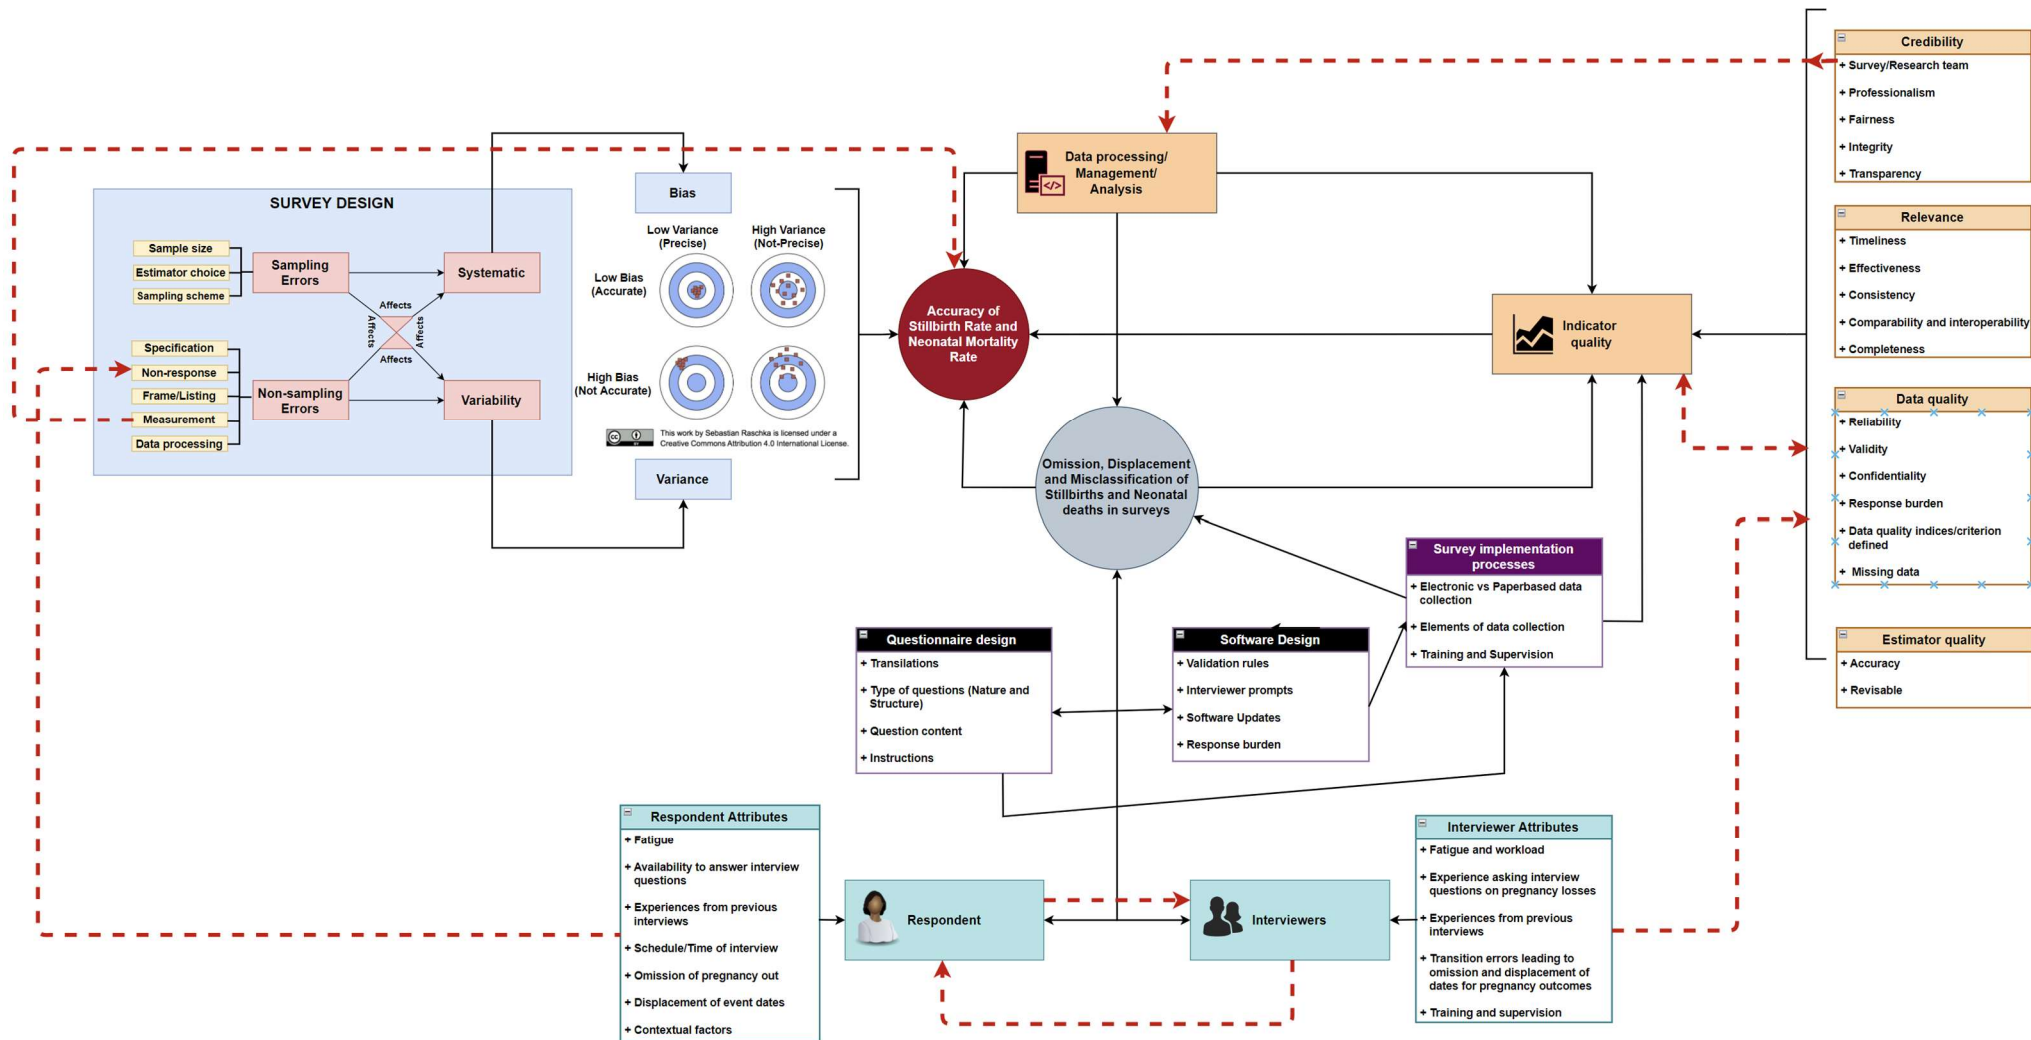 SURVEY DESIGN
Sample size
Estimator choice
Sampling scheme
Sampling
Errors
Systematic
Affects
Affects
Affects
Affects
Specification
Non-response
Frame/Listing
Measurement
Data processing
Non-sampling
Errors
Variability
Bias
Low Variance
(Precise)
High Variance
(Not-Precise)
Low Bias
(Accurate)
High Bias
(Not Accurate)
cc
BY
This work by Sebastian Raschka is licensed under a
Creative Commons Attribution 4.0 International License.
Variance
Data processing/
Management/
Analysis
</>
Accuracy of
Stillbirth Rate and
Neonatal Mortality
Rate
Indicator
quality
Omission, Displacement
and Misclassification of
Stillbirths and Neonatal
deaths in surveys
Credibility
+ Survey/Research team
+ Professionalism
+ Fairness
+ Integrity
+ Transparency
Relevance
+ Timeliness
+ Effectiveness
+ Consistency
+ Comparability and interoperability
+ Completeness
Data quality
+ Reliability
+ Validity
+ Confidentiality
+ Response burden
+ Data quality indices/criterion
defined
+ Missing data
Estimator quality
+ Accuracy
+ Revisable
Survey implementation
processes
+ Electronic vs Paperbased data
collection
+ Elements of data collection
+ Training and Supervision
Questionnaire design
+ Transilations
+ Type of questions (Nature and
Structure)
+ Question content
+ Instructions
Software Design
+ Validation rules
+ Interviewer prompts
+ Software Updates
+ Response burden
Respondent Attributes
+ Fatigue
+ Availability to answer interview
questions
+ Experiences from previous
interviews
+ Schedule/Time of interview
+ Omission of pregnancy out
+ Displacement of event dates
+ Contextual factors
Respondent
Interviewers
Interviewer Attributes
+ Fatigue and workload
+ Experience asking interview
questions on pregnancy losses
+ Experiences from previous
interviews
+ Transition errors leading to
omission and displacement of
dates for pregnancy outcomes
+ Training and supervision